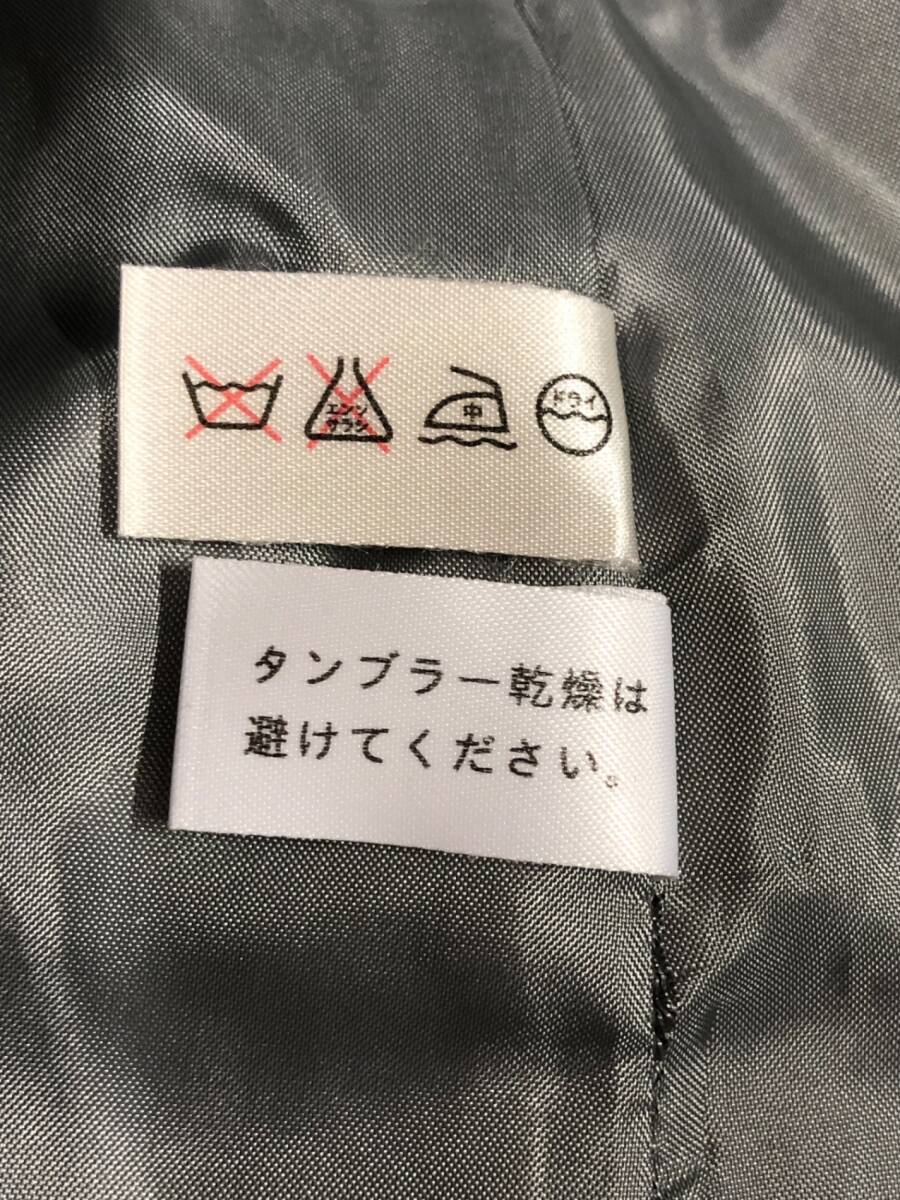 エンソ
サラシ
中
ドライ
タンブラー乾燥は
避けてください。